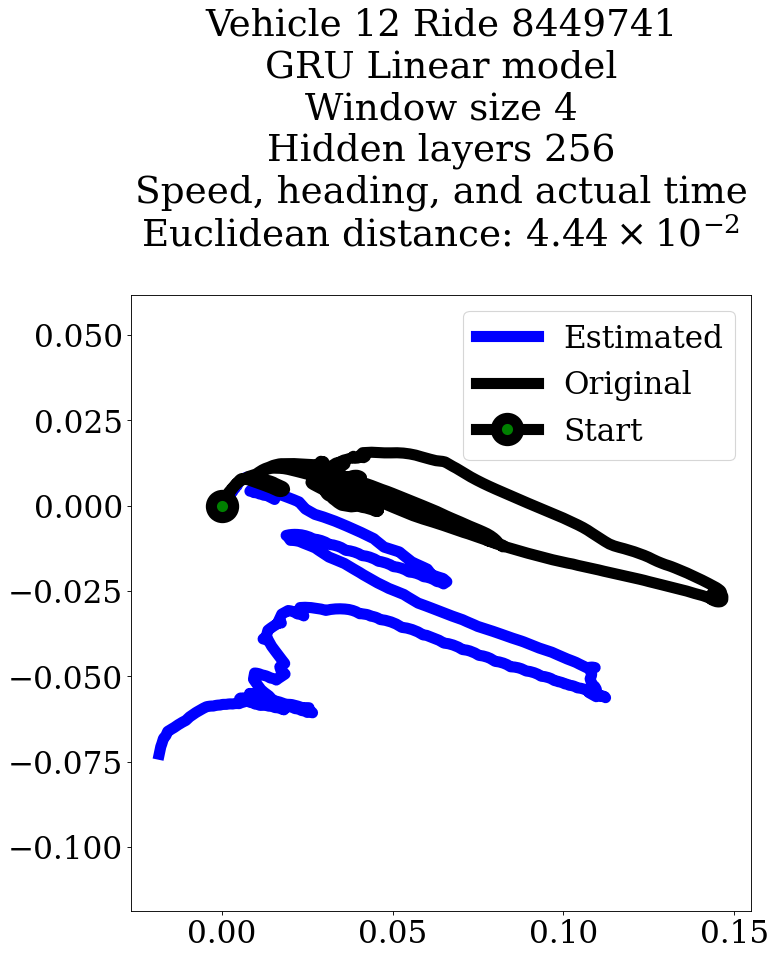 Vehicle 12 Ride 8449741
GRU Linear model
Window size 4
Hidden layers 256
Speed, heading, and actual time
Euclidean distance: 4.44 × 10⁻²
Estimated
Original
Start
0.050
0.025
0.000
−0.025
−0.050
−0.075
−0.100
0.00 0.05 0.10 0.15